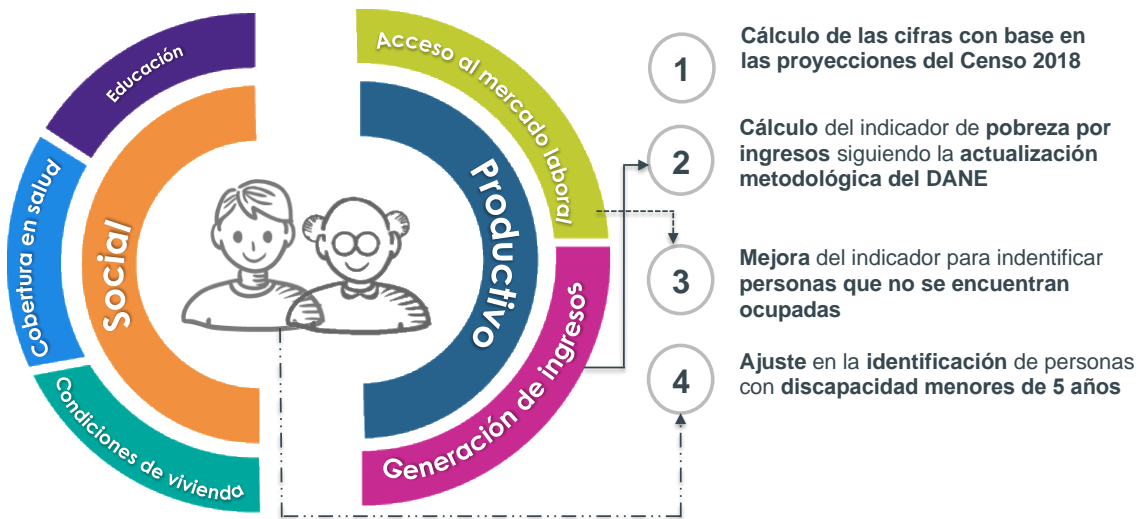 Educación
Cobertura en salud
Condiciones de vivienda
Social
Productivo
Acceso al mercado laboral
Generación de ingresos
1
Cálculo de las cifras con base en
las proyecciones del Censo 2018
2
Cálculo del indicador de pobreza por
ingresos siguiendo la actualización
metodológica del DANE
3
Mejora del indicador para indentificar
personas que no se encuentran
ocupadas
4
Ajuste en la identificación de personas
con discapacidad menores de 5 años